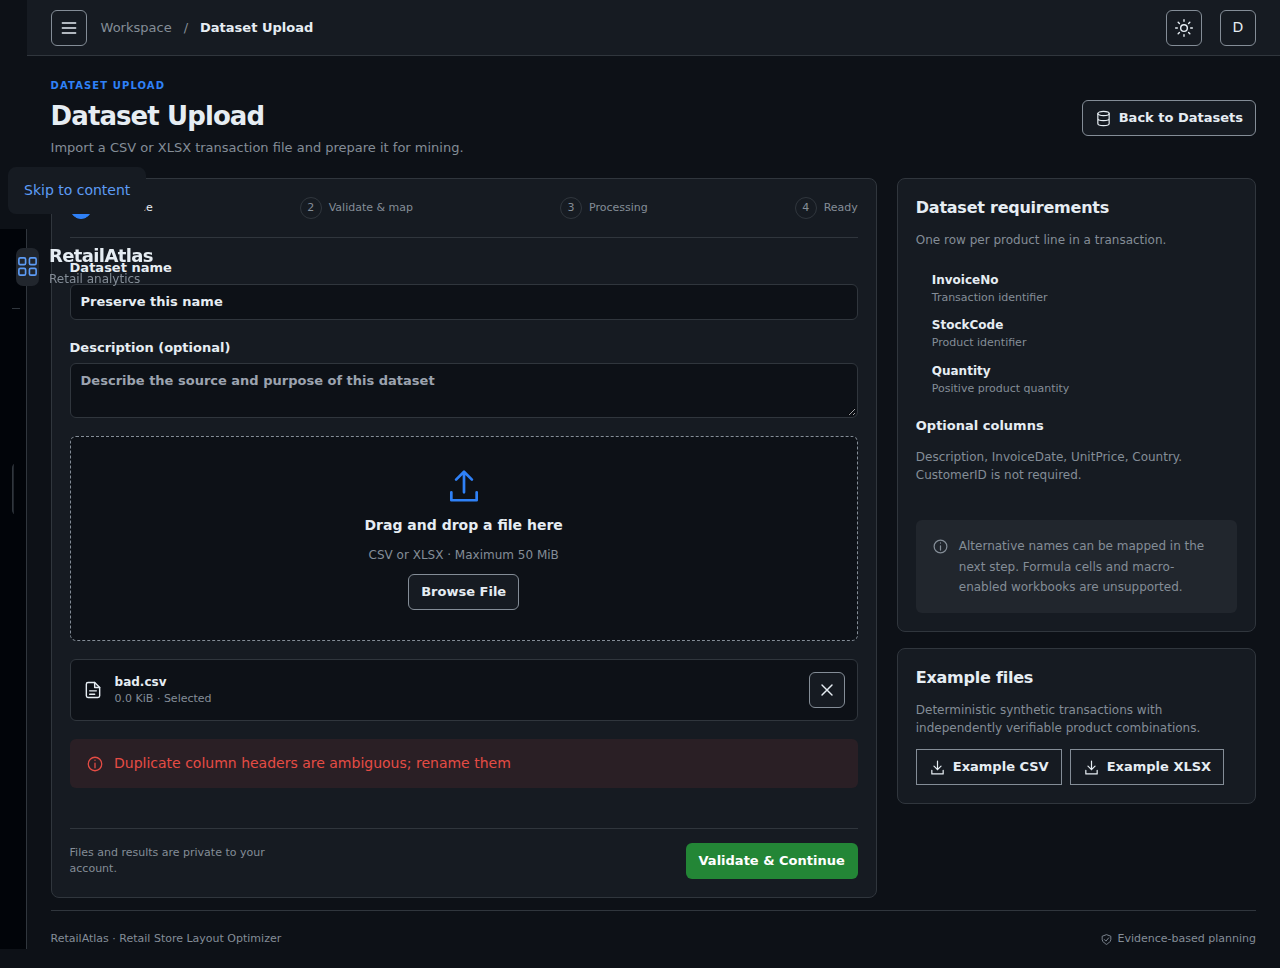 Workspace / Dataset Upload
D
DATASET UPLOAD
Dataset Upload
Import a CSV or XLSX transaction file and prepare it for mining.
Back to Datasets
Skip to content
2 Validate & map
3 Processing
4 Ready
RetailAtlas
Retail analytics
Dataset name
Preserve this name
Description (optional)
Describe the source and purpose of this dataset
Drag and drop a file here
CSV or XLSX · Maximum 50 MiB
Browse File
bad.csv
0.0 KiB · Selected
Duplicate column headers are ambiguous; rename them
Files and results are private to your
account.
Validate & Continue
Dataset requirements
One row per product line in a transaction.
InvoiceNo
Transaction identifier
StockCode
Product identifier
Quantity
Positive product quantity
Optional columns
Description, InvoiceDate, UnitPrice, Country.
CustomerID is not required.
Alternative names can be mapped in the
next step. Formula cells and macro-
enabled workbooks are unsupported.
Example files
Deterministic synthetic transactions with
independently verifiable product combinations.
Example CSV
Example XLSX
RetailAtlas · Retail Store Layout Optimizer
Evidence-based planning